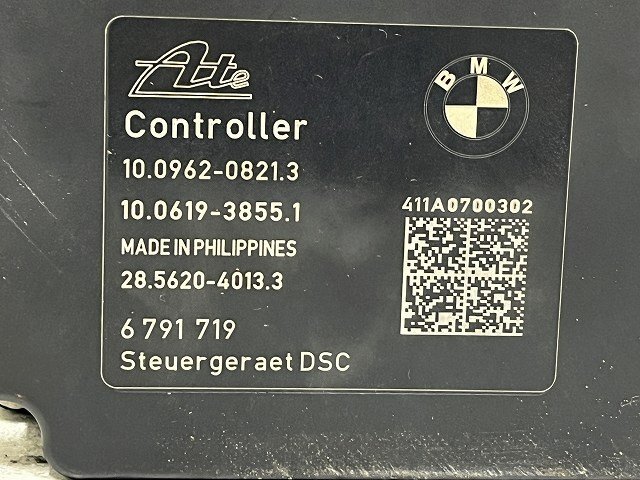 Ate
BMW
Controller
10.0962-0821.3
10.0619-3855.1
411A0700302
MADE IN PHILIPPINES
28.5620-4013.3
6 791 719
Steuergeraet DSC